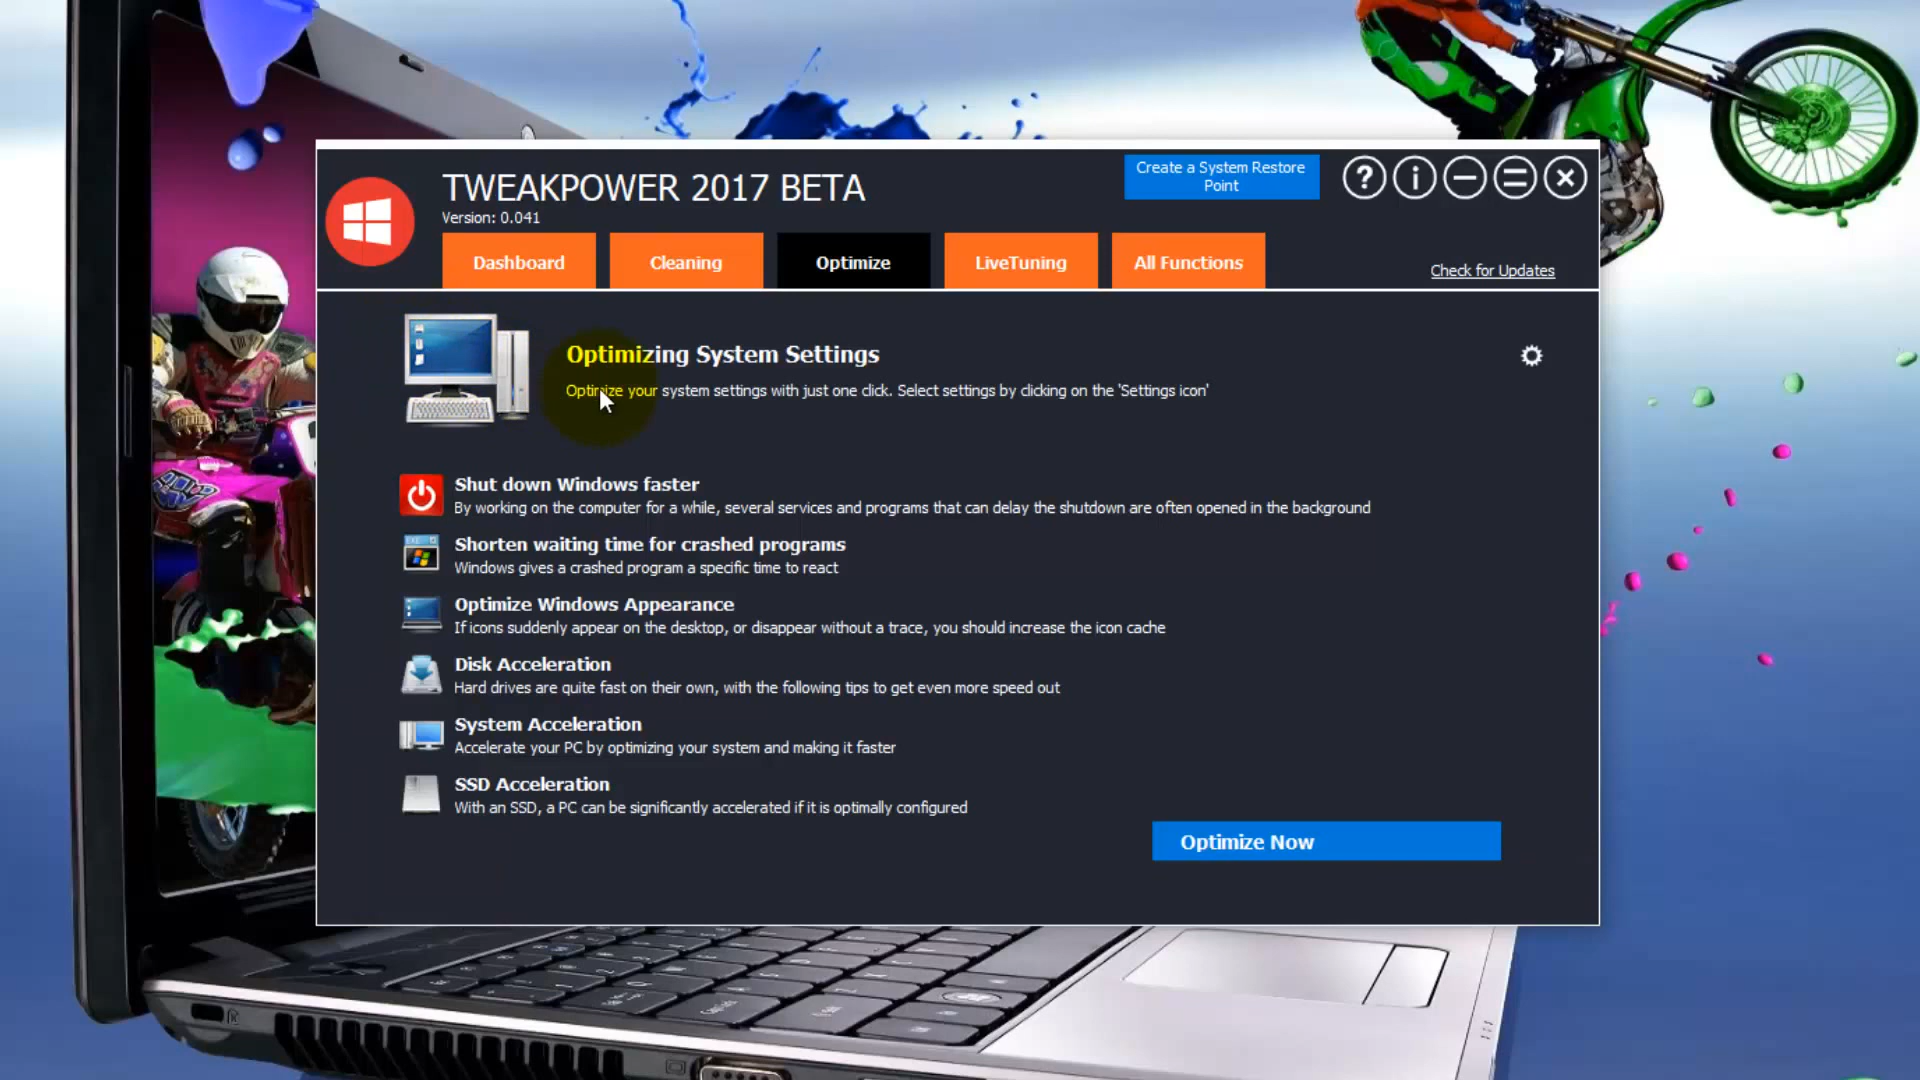 Create a System Restore
Point
TWEAKPOWER 2017 BETA
Version: 0.041
Dashboard
Cleaning
Optimize
LiveTuning
All Functions
Check for Updates
Optimizing System Settings
Optimize your system settings with just one click. Select settings by clicking on the 'Settings icon'
Shut down Windows faster
By working on the computer for a while, several services and programs that can delay the shutdown are often opened in the background
Shorten waiting time for crashed programs
Windows gives a crashed program a specific time to react
Optimize Windows Appearance
If icons suddenly appear on the desktop, or disappear without a trace, you should increase the icon cache
Disk Acceleration
Hard drives are quite fast on their own, with the following tips to get even more speed out
System Acceleration
Accelerate your PC by optimizing your system and making it faster
SSD Acceleration
With an SSD, a PC can be significantly accelerated if it is optimally configured
Optimize Now